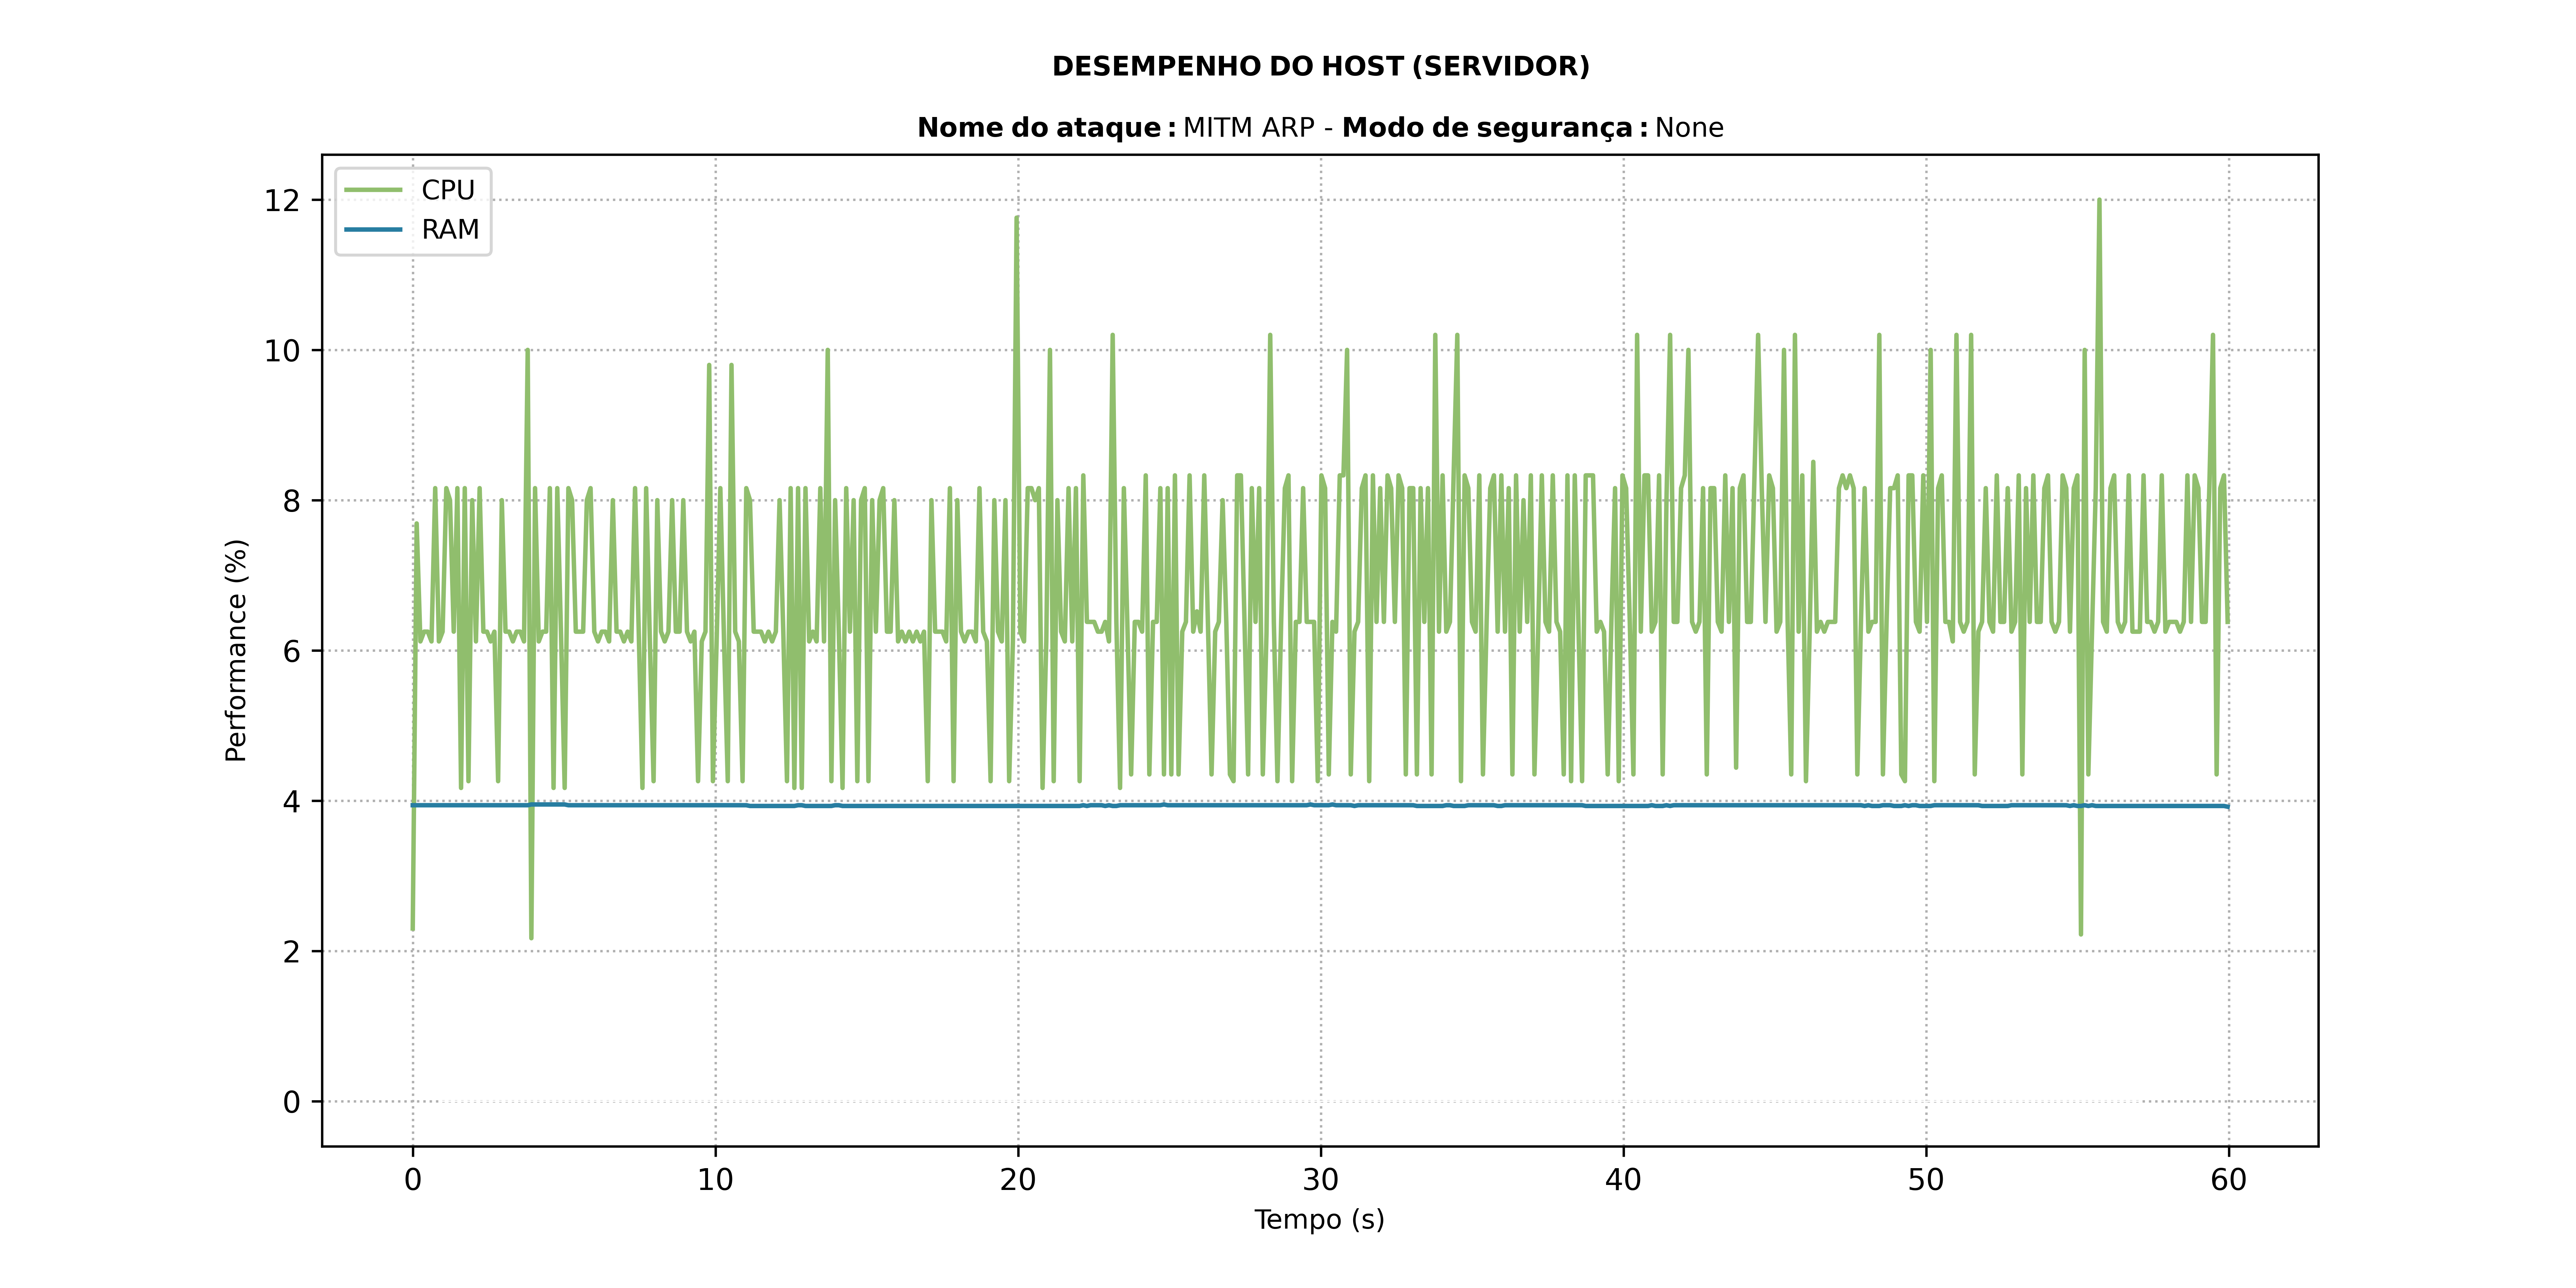 DESEMPENHO DO HOST (SERVIDOR)
Nome do ataque : MITM ARP - Modo de segurança : None
CPU
RAM
12
10
8
6
4
2
0
Performance (%)
0 10 20 30 40 50 60
Tempo (s)